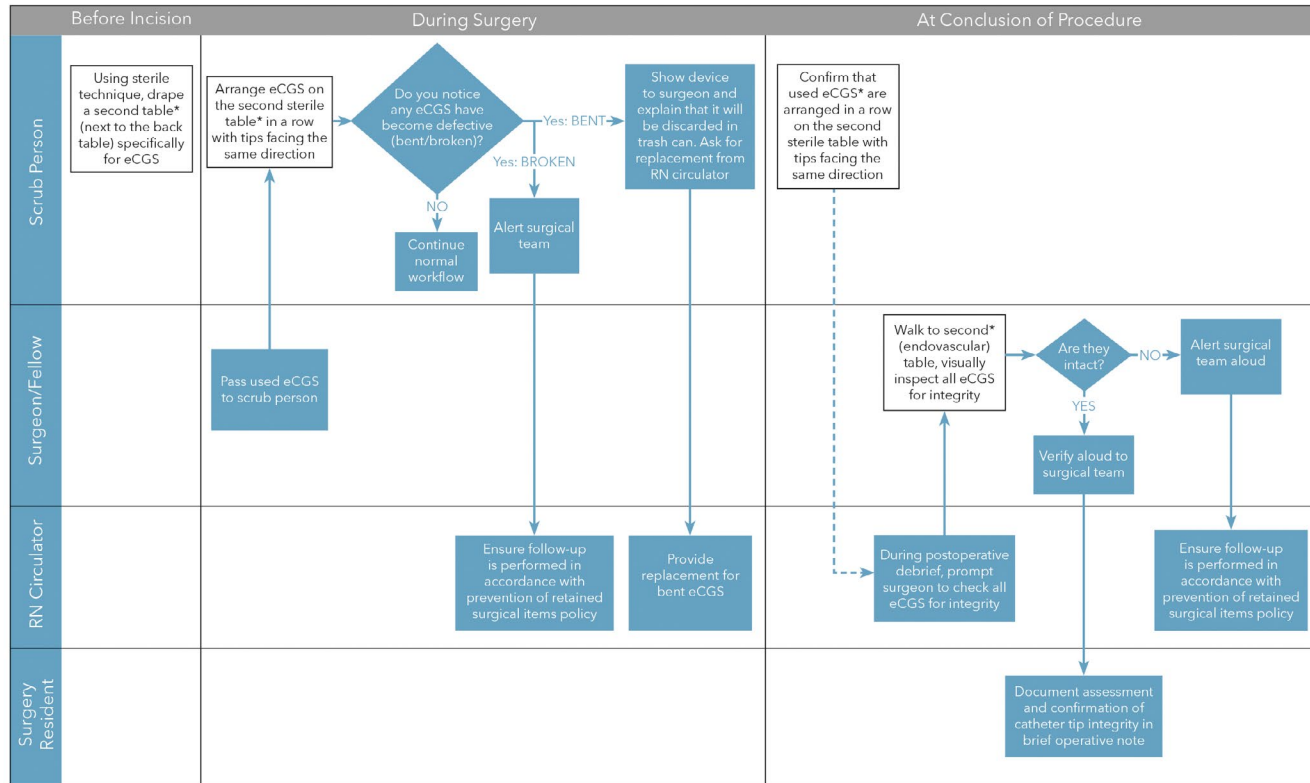 Before Incision
During Surgery
At Conclusion of Procedure
Scrub Person
Using sterile
technique, drape
a second table*
(next to the back
table) specifically
for eCGS
Arrange eCGS on
the second sterile
table* in a row
with tips facing the
same direction
Do you notice
any eCGS have
become defective
(bent/broken)?
Yes: BENT
Yes: BROKEN
NO
Continue
normal
workflow
Alert surgical
team
Show device
to surgeon and
explain that it will
be discarded in
trash can. Ask for
replacement from
RN circulator
Confirm that
used eCGS* are
arranged in a row
on the second
sterile table with
tips facing the
same direction
Surgeon/Fellow
Pass used eCGS
to scrub person
Walk to second*
(endovascular)
table, visually
inspect all eCGS
for integrity
Are they
intact?
NO
YES
Alert surgical
team aloud
Verify aloud to
surgical team
RN Circulator
Ensure follow-up
is performed in
accordance with
prevention of retained
surgical items policy
Provide
replacement for
bent eCGS
During postoperative
debrief, prompt
surgeon to check all
eCGS for integrity
Ensure follow-up
is performed in
accordance with
prevention of retained
surgical items policy
Surgery
Resident
Document assessment
and confirmation of
catheter tip integrity in
brief operative note